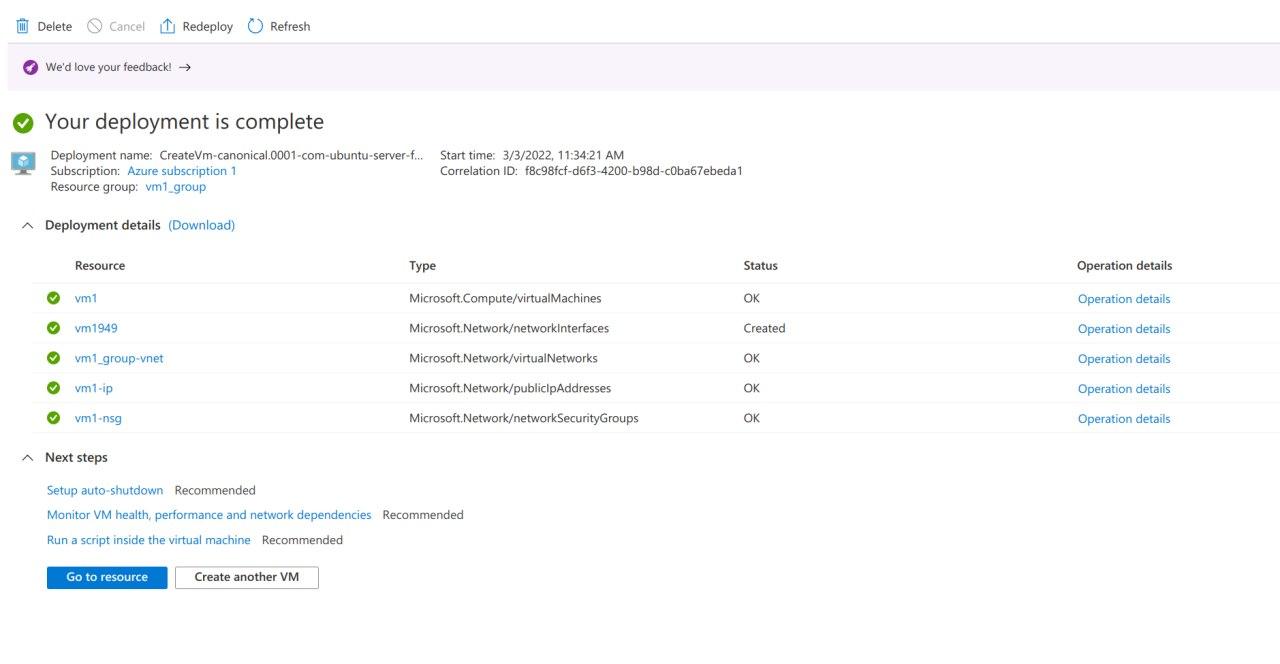 Delete Cancel Redeploy Refresh
We'd love your feedback! →
Your deployment is complete
Deployment name: CreateVm-canonical.0001-com-ubuntu-server-f... Start time: 3/3/2022, 11:34:21 AM
Subscription: Azure subscription 1 Correlation ID: f8c98fcf-d6f3-4200-b98d-c0ba67ebeda1
Resource group: vm1_group
Deployment details (Download)
Resource Type Status Operation details
vm1 Microsoft.Compute/virtualMachines OK Operation details
vm1949 Microsoft.Network/networkInterfaces Created Operation details
vm1_group-vnet Microsoft.Network/virtualNetworks OK Operation details
vm1-ip Microsoft.Network/publicIpAddresses OK Operation details
vm1-nsg Microsoft.Network/networkSecurityGroups OK Operation details
Next steps
Setup auto-shutdown Recommended
Monitor VM health, performance and network dependencies Recommended
Run a script inside the virtual machine Recommended
Go to resource Create another VM